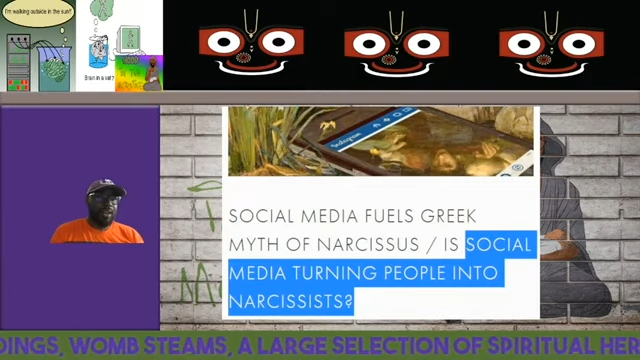 I'm walking outside in the sun!!
Brain in a vat?
Instagram
SOCIAL MEDIA FUELS GREEK
MYTH OF NARCISSUS / IS SOCIAL
MEDIA TURNING PEOPLE INTO
NARCISSISTS?
DINGS, WOMB STEAMS, A LARGE SELECTION OF SPIRITUAL HER